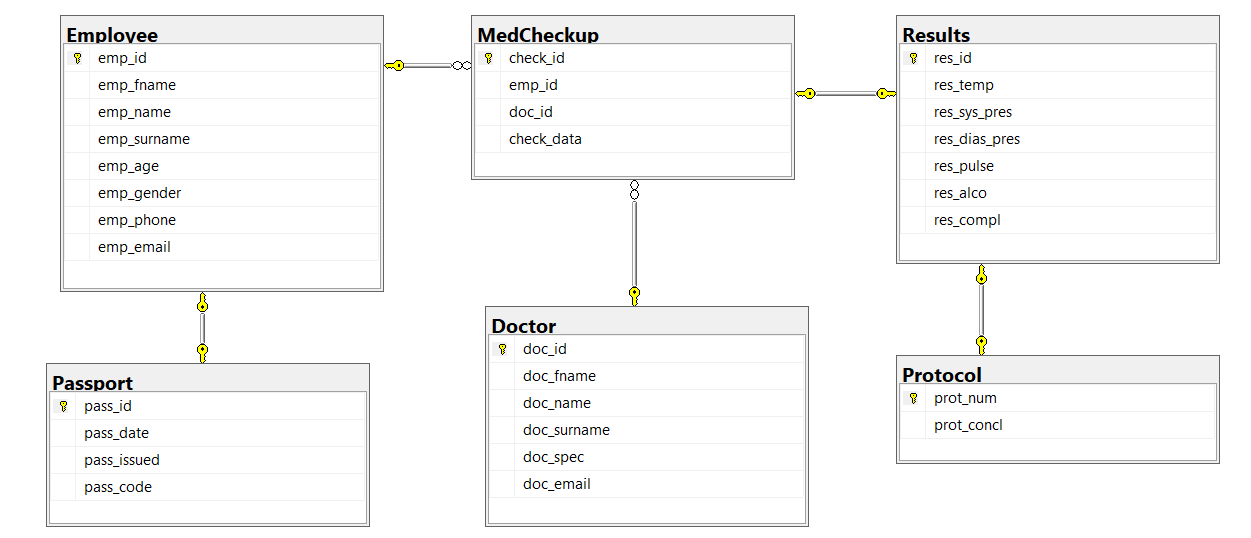 Employee
emp_id
emp_fname
emp_name
emp_surname
emp_age
emp_gender
emp_phone
emp_email
MedCheckup
check_id
emp_id
doc_id
check_data
Results
res_id
res_temp
res_sys_pres
res_dias_pres
res_pulse
res_alco
res_compl
Passport
pass_id
pass_date
pass_issued
pass_code
Doctor
doc_id
doc_fname
doc_name
doc_surname
doc_spec
doc_email
Protocol
prot_num
prot_concl